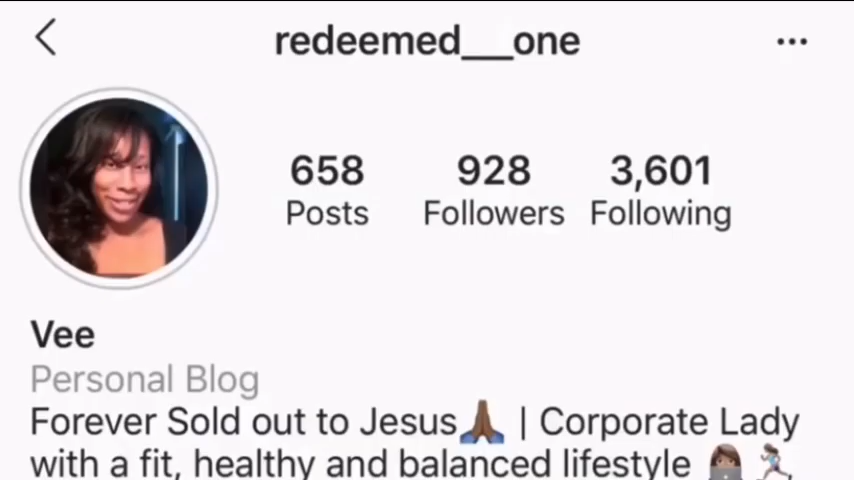 redeemed___one
658 928 3,601
Posts Followers Following
Vee
Personal Blog
Forever Sold out to Jesus🙏🏾 | Corporate Lady
with a fit, healthy and balanced lifestyle 👩🏾‍💻 🏃🏽‍♀️